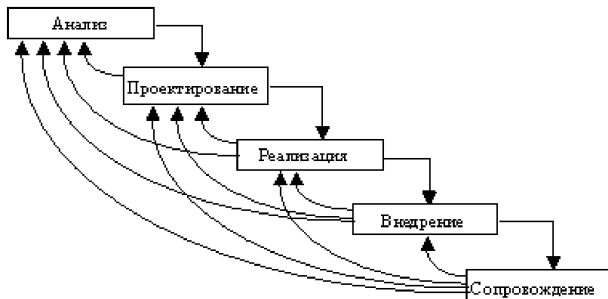 Анализ
Проектирование
Реализация
Внедрение
Сопровождение